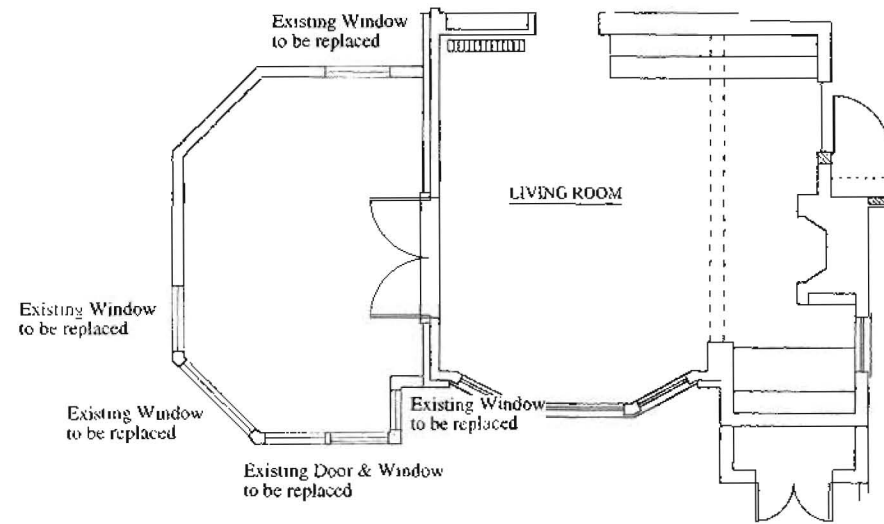 Existing Window
to be replaced
LIVING ROOM
Existing Window
to be replaced
Existing Window
to be replaced
Existing Window
to be replaced
Existing Door & Window
to be replaced